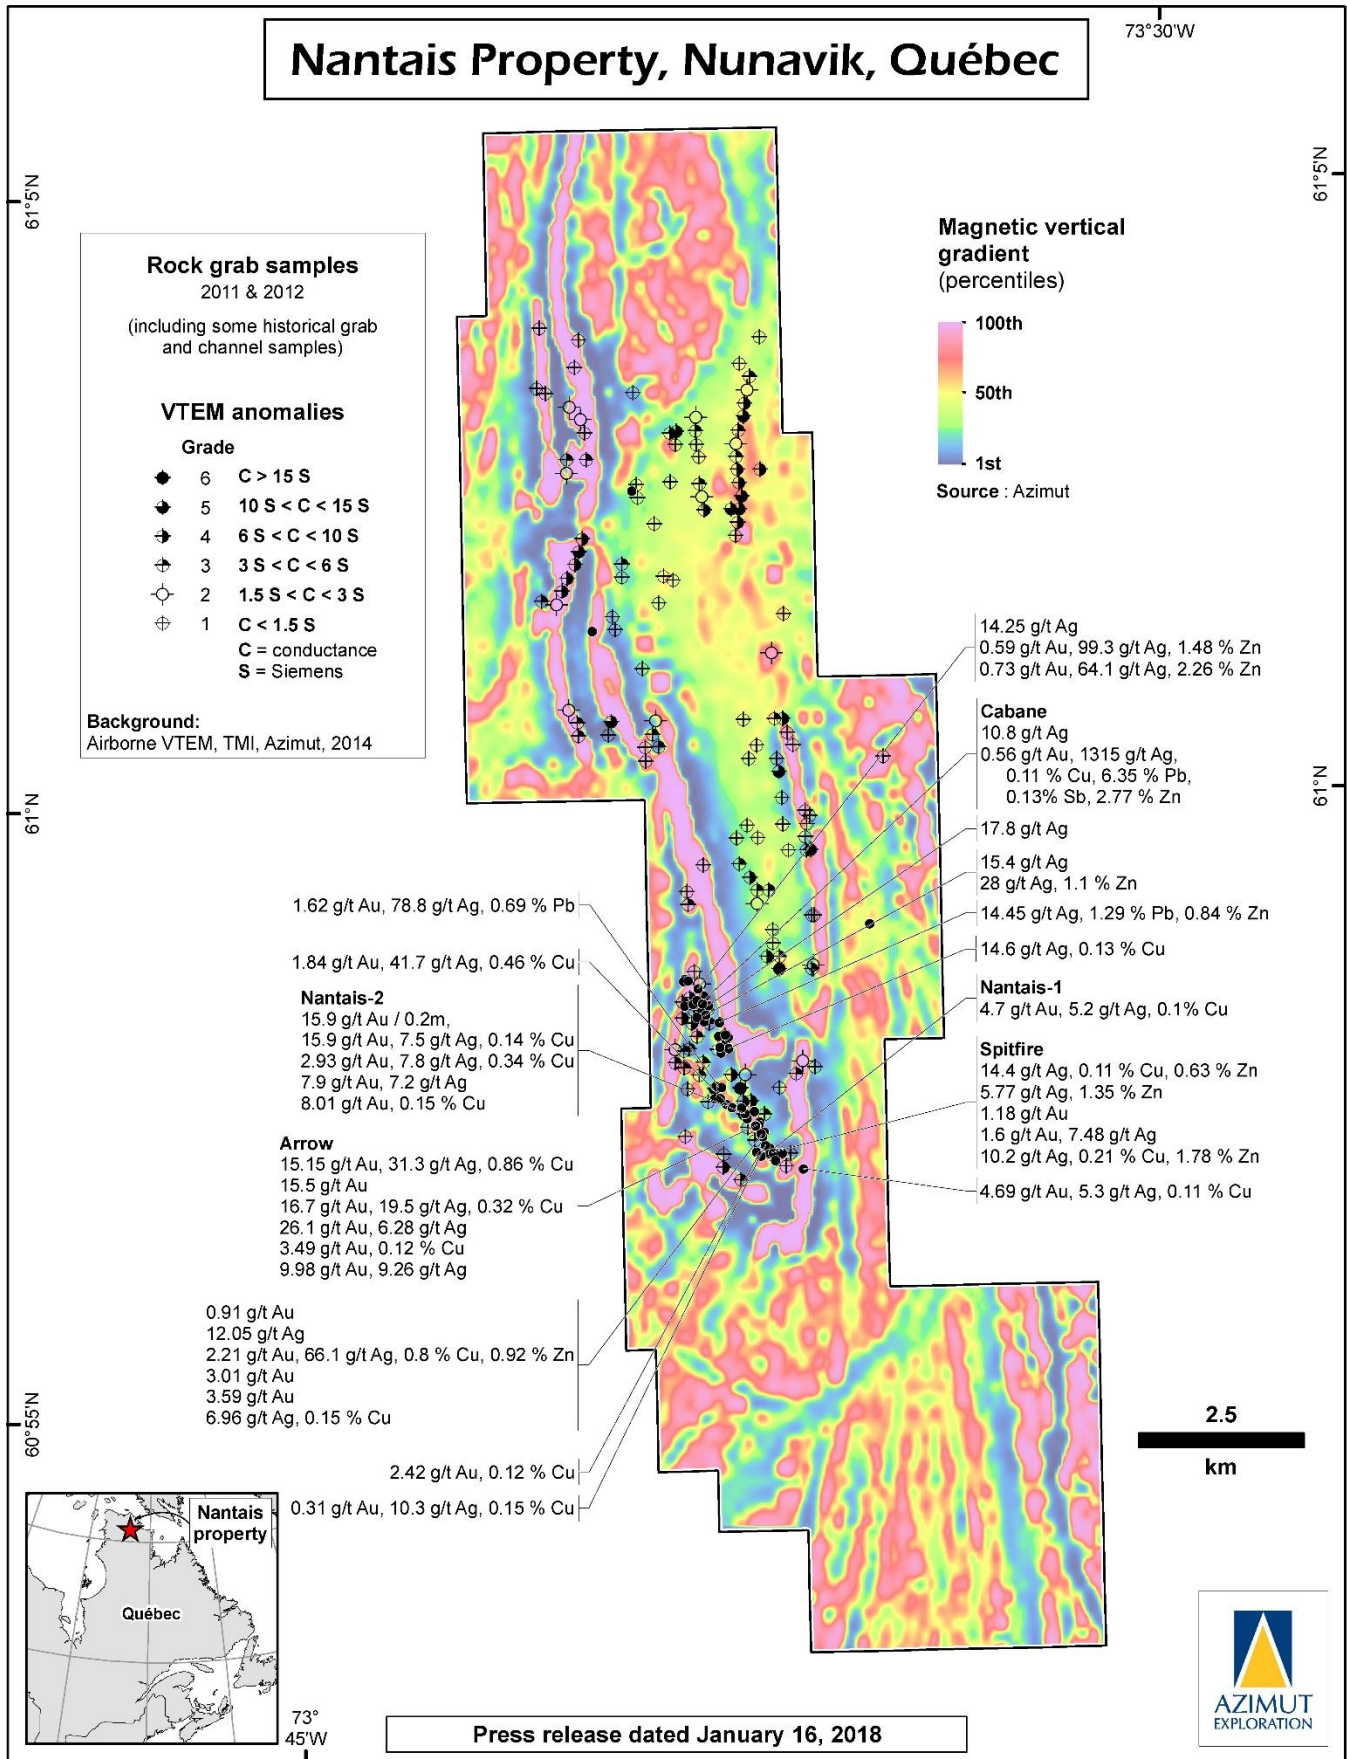 73°30'W
Nantais Property, Nunavik, Québec
61°5'N
61°5'N
Rock grab samples
2011 & 2012
(including some historical grab
and channel samples)
VTEM anomalies
Grade
6 C > 15 S
5 10 S < C < 15 S
4 6 S < C < 10 S
3 3 S < C < 6 S
2 1.5 S < C < 3 S
1 C < 1.5 S
C = conductance
S = Siemens
Background:
Airborne VTEM, TMI, Azimut, 2014
Magnetic vertical
gradient
(percentiles)
100th
50th
1st
Source : Azimut
14.25 g/t Ag
0.59 g/t Au, 99.3 g/t Ag, 1.48 % Zn
0.73 g/t Au, 64.1 g/t Ag, 2.26 % Zn
Cabane
10.8 g/t Ag
0.56 g/t Au, 1315 g/t Ag,
0.11 % Cu, 6.35 % Pb,
0.13% Sb, 2.77 % Zn
61°N
61°N
17.8 g/t Ag
15.4 g/t Ag
28 g/t Ag, 1.1 % Zn
14.45 g/t Ag, 1.29 % Pb, 0.84 % Zn
14.6 g/t Ag, 0.13 % Cu
Nantais-1
4.7 g/t Au, 5.2 g/t Ag, 0.1% Cu
Spitfire
14.4 g/t Ag, 0.11 % Cu, 0.63 % Zn
5.77 g/t Ag, 1.35 % Zn
1.18 g/t Au
1.6 g/t Au, 7.48 g/t Ag
10.2 g/t Ag, 0.21 % Cu, 1.78 % Zn
4.69 g/t Au, 5.3 g/t Ag, 0.11 % Cu
1.62 g/t Au, 78.8 g/t Ag, 0.69 % Pb
1.84 g/t Au, 41.7 g/t Ag, 0.46 % Cu
Nantais-2
15.9 g/t Au / 0.2m,
15.9 g/t Au, 7.5 g/t Ag, 0.14 % Cu
2.93 g/t Au, 7.8 g/t Ag, 0.34 % Cu
7.9 g/t Au, 7.2 g/t Ag
8.01 g/t Au, 0.15 % Cu
Arrow
15.15 g/t Au, 31.3 g/t Ag, 0.86 % Cu
15.5 g/t Au
16.7 g/t Au, 19.5 g/t Ag, 0.32 % Cu
26.1 g/t Au, 6.28 g/t Ag
3.49 g/t Au, 0.12 % Cu
9.98 g/t Au, 9.26 g/t Ag
0.91 g/t Au
12.05 g/t Ag
2.21 g/t Au, 66.1 g/t Ag, 0.8 % Cu, 0.92 % Zn
3.01 g/t Au
3.59 g/t Au
6.96 g/t Ag, 0.15 % Cu
60°55'N
2.42 g/t Au, 0.12 % Cu
0.31 g/t Au, 10.3 g/t Ag, 0.15 % Cu
2.5
km
Nantais
property
Québec
73°
45'W
Press release dated January 16, 2018
AZIMUT
EXPLORATION